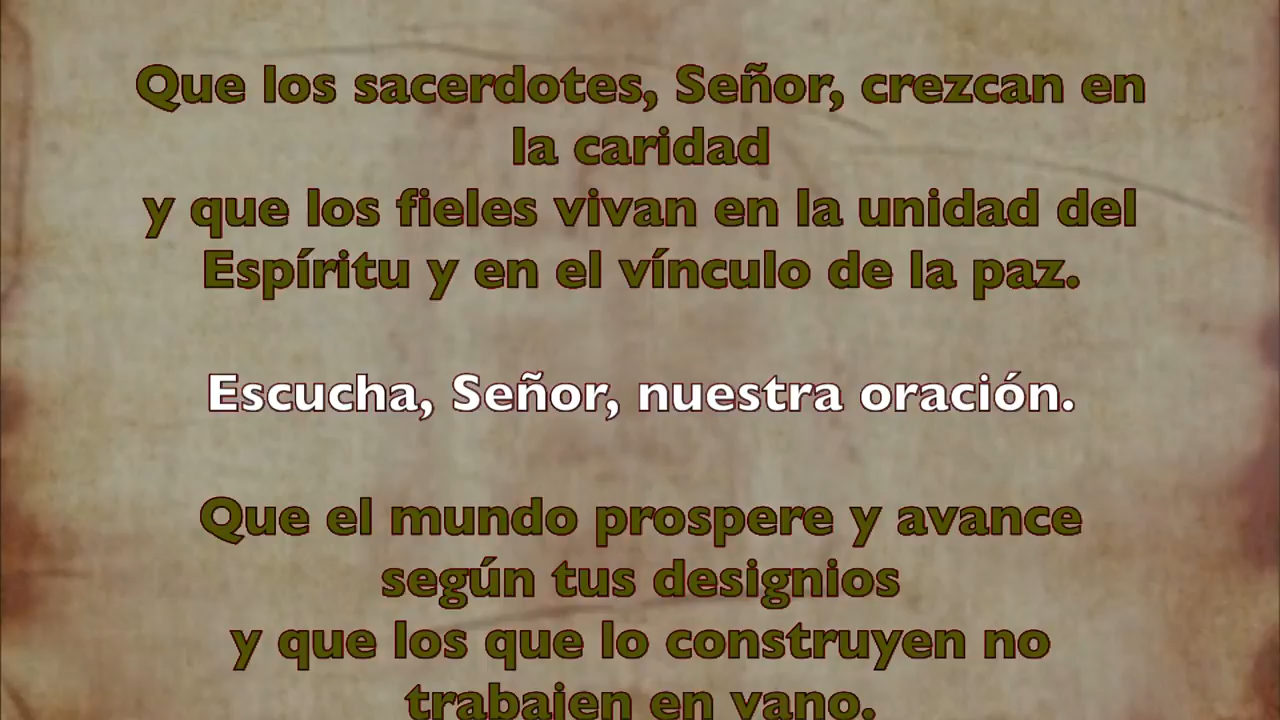 Que los sacerdotes, Señor, crezcan en
la caridad
y que los fieles vivan en la unidad del
Espíritu y en el vínculo de la paz.
Escucha, Señor, nuestra oración.
Que el mundo prospere y avance
según tus designios
y que los que lo construyen no
trabajen en vano.